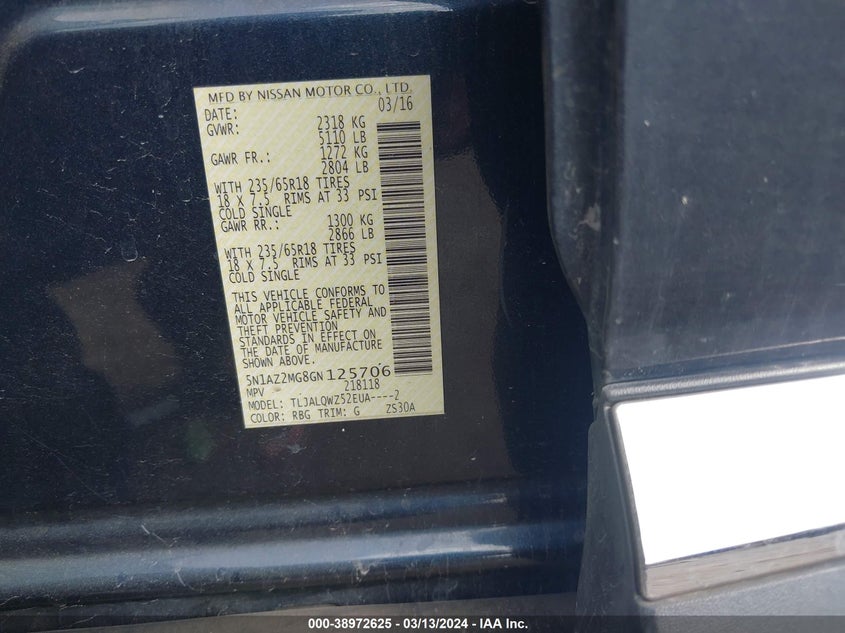 MFD BY NISSAN MOTOR CO., LTD.
DATE: 03/16
GVWR: 2318 KG
5110 LB
GAWR FR.: 1272 KG
2804 LB
WITH 235/65R18 TIRES
18 X 7.5 RIMS AT 33 PSI
COLD SINGLE
GAWR RR.: 1300 KG
2866 LB
WITH 235/65R18 TIRES
18 X 7.5 RIMS AT 33 PSI
COLD SINGLE
THIS VEHICLE CONFORMS TO
ALL APPLICABLE FEDERAL
MOTOR VEHICLE SAFETY AND
THEFT PREVENTION
STANDARDS IN EFFECT ON
THE DATE OF MANUFACTURE
SHOWN ABOVE.
5N1AZ2MG8GN125706
MPV 218118
MODEL: TLJALQWZ52EUA----2
COLOR: RBG TRIM: G ZS30A
000-38972625 - 03/13/2024 - IAA Inc.